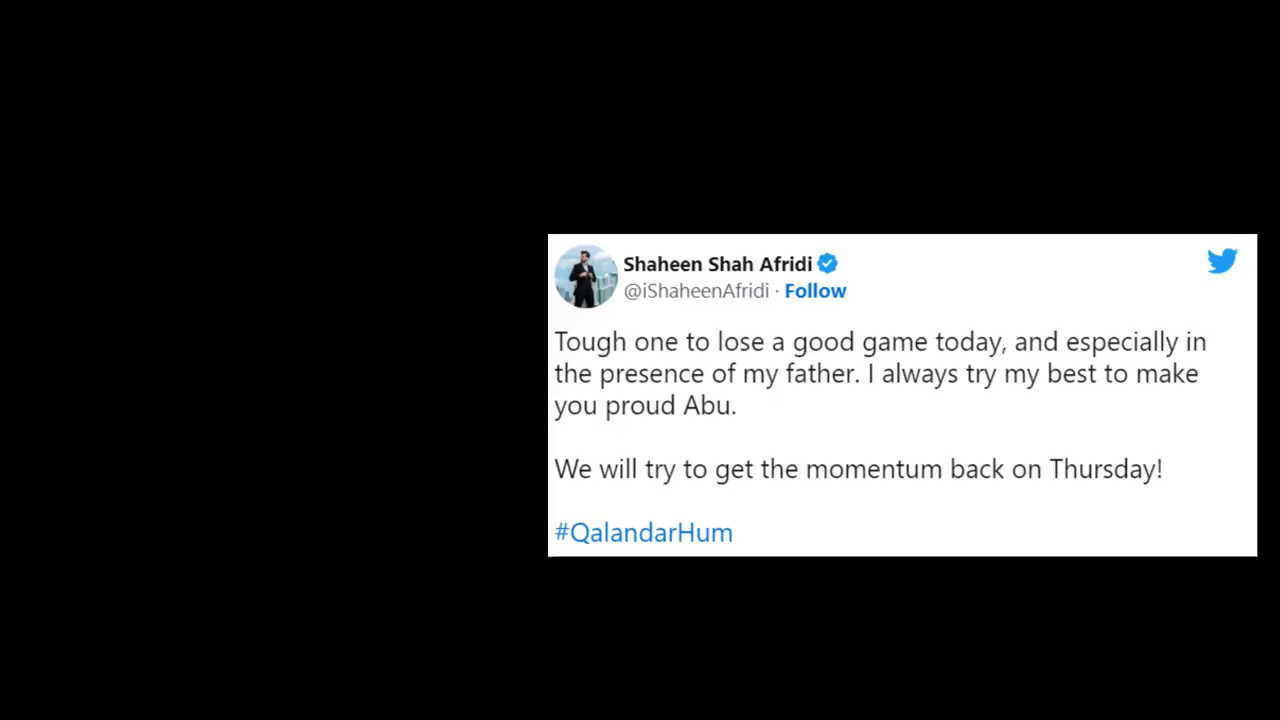 Shaheen Shah Afridi
@iShaheenAfridi · Follow
Tough one to lose a good game today, and especially in
the presence of my father. I always try my best to make
you proud Abu.
We will try to get the momentum back on Thursday!
#QalandarHum